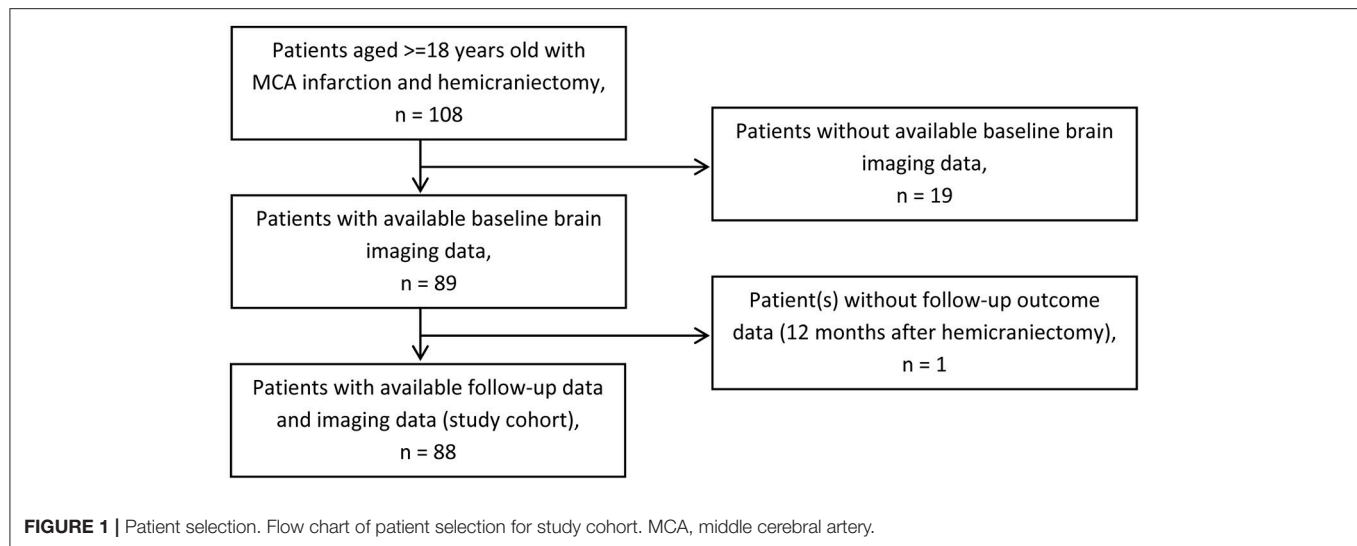 Patients aged >=18 years old with
MCA infarction and hemicraniectomy,
n = 108
Patients without available baseline brain
imaging data,
n = 19
Patients with available baseline brain
imaging data,
n = 89
Patient(s) without follow-up outcome
data (12 months after hemicraniectomy),
n = 1
Patients with available follow-up data
and imaging data (study cohort),
n = 88
FIGURE 1 | Patient selection. Flow chart of patient selection for study cohort. MCA, middle cerebral artery.